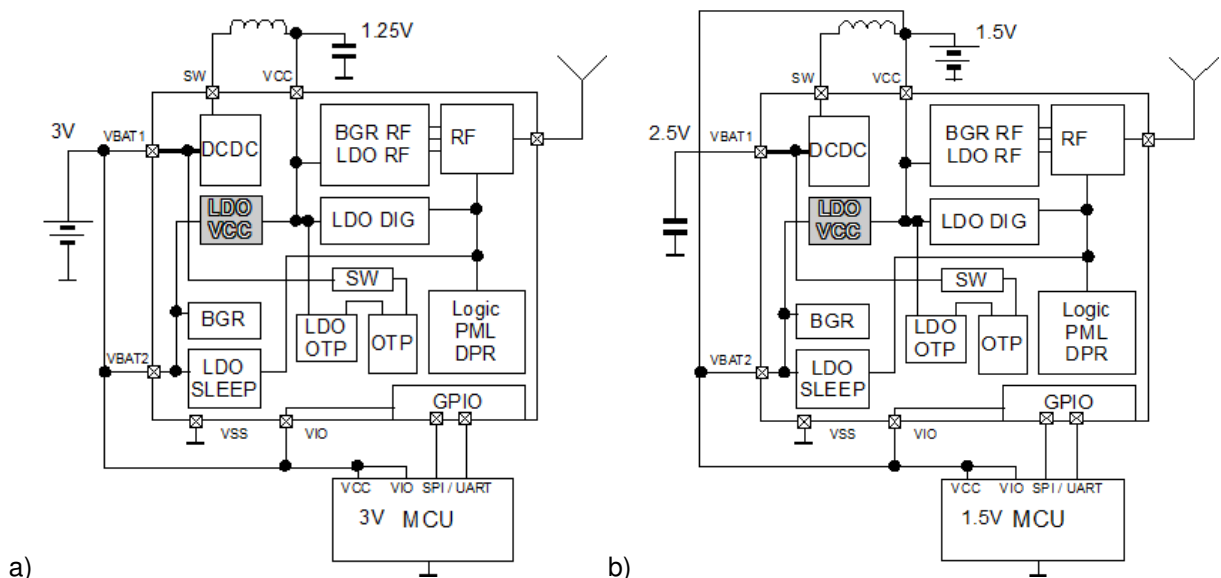 1.25V
SW
VCC
3V
VBAT1
DCDC
BGR RF
LDO RF
RF
LDO
VCC
LDO DIG
SW
BGR
LDO
OTP
OTP
Logic
PML
DPR
VBAT2
LDO
SLEEP
GPIO
VSS
VIO
VCC
VIO
SPI / UART
3V
MCU
a)
1.5V
SW
VCC
2.5V
VBAT1
DCDC
BGR RF
LDO RF
RF
LDO
VCC
LDO DIG
SW
BGR
LDO
OTP
OTP
Logic
PML
DPR
VBAT2
LDO
SLEEP
GPIO
VSS
VIO
VCC
VIO
SPI / UART
1.5V
MCU
b)